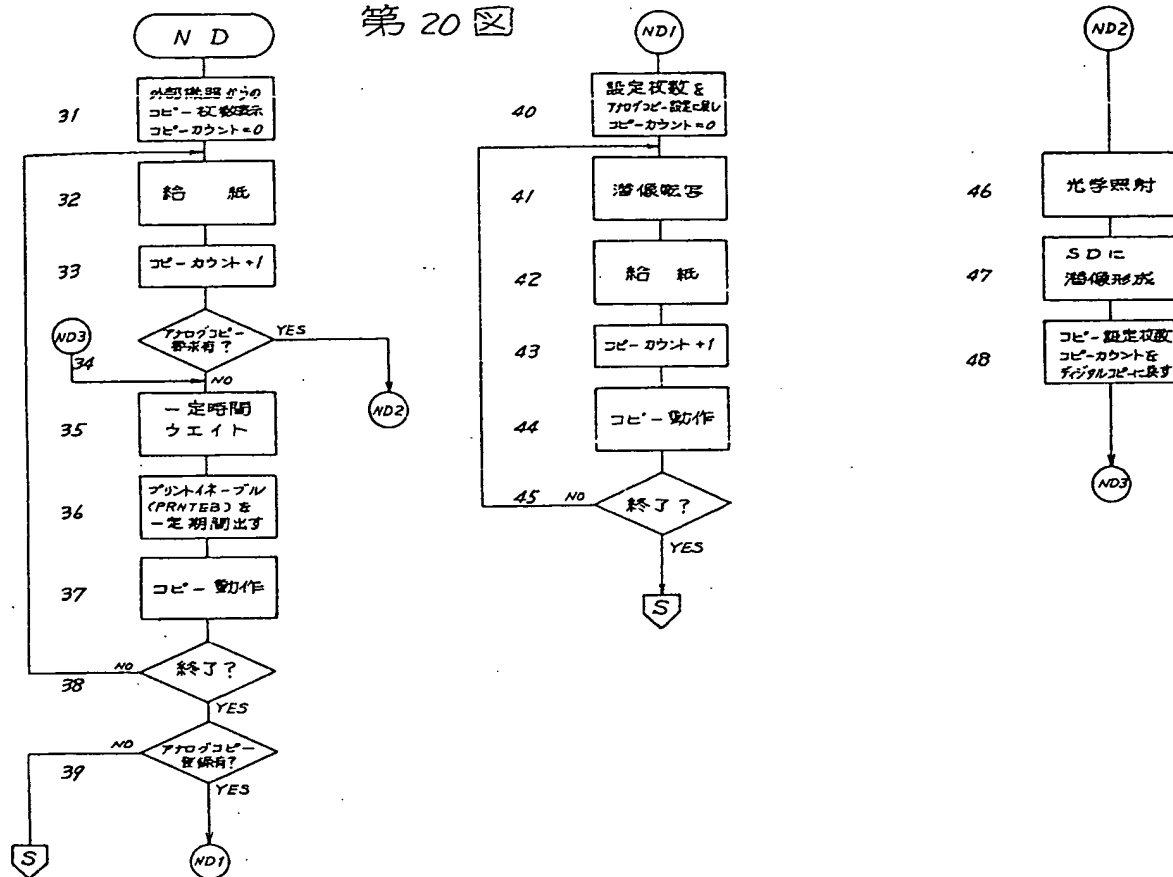 第20図
ND
31
外部機器からの
コピー枚数表示
コピーカウント=0
32
給紙
33
コピーカウント+1
ND3
34
アナログコピー
要求有?
YES
NO
ND2
35
一定時間
ウエイト
36
プリントイネーブル
(PRNTEB)を
一定期間出す
37
コピー動作
38
終了?
NO
YES
39
アナログコピー
登録有?
NO
YES
S
ND1
ND1
40
設定枚数を
アナログコピー設定に戻し
コピーカウント=0
41
潜像転写
42
給紙
43
コピーカウント+1
44
コピー動作
45
NO
終了?
YES
S
ND2
46
光学照射
47
SDに
潜像形成
48
コピー設定枚数
コピーカウントを
ディジタルコピーに戻す
ND3